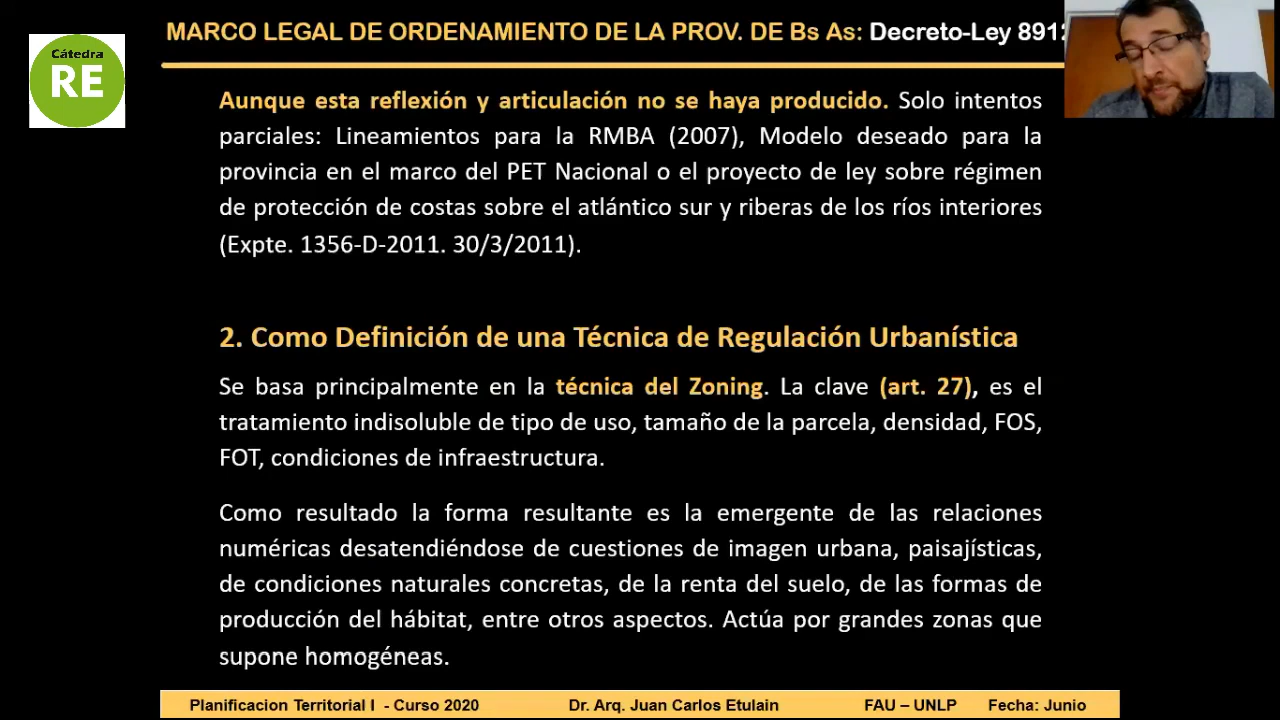 MARCO LEGAL DE ORDENAMIENTO DE LA PROV. DE Bs As: Decreto-Ley 8912
Cátedra
RE
Aunque esta reflexión y articulación no se haya producido. Solo intentos
parciales: Lineamientos para la RMBA (2007), Modelo deseado para la
provincia en el marco del PET Nacional o el proyecto de ley sobre régimen
de protección de costas sobre el atlántico sur y riberas de los ríos interiores
(Expte. 1356-D-2011. 30/3/2011).
2. Como Definición de una Técnica de Regulación Urbanística
Se basa principalmente en la técnica del Zoning. La clave (art. 27), es el
tratamiento indisoluble de tipo de uso, tamaño de la parcela, densidad, FOS,
FOT, condiciones de infraestructura.
Como resultado la forma resultante es la emergente de las relaciones
numéricas desatendiéndose de cuestiones de imagen urbana, paisajísticas,
de condiciones naturales concretas, de la renta del suelo, de las formas de
producción del hábitat, entre otros aspectos. Actúa por grandes zonas que
supone homogéneas.
Planificacion Territorial I - Curso 2020 Dr. Arq. Juan Carlos Etulain FAU – UNLP Fecha: Junio